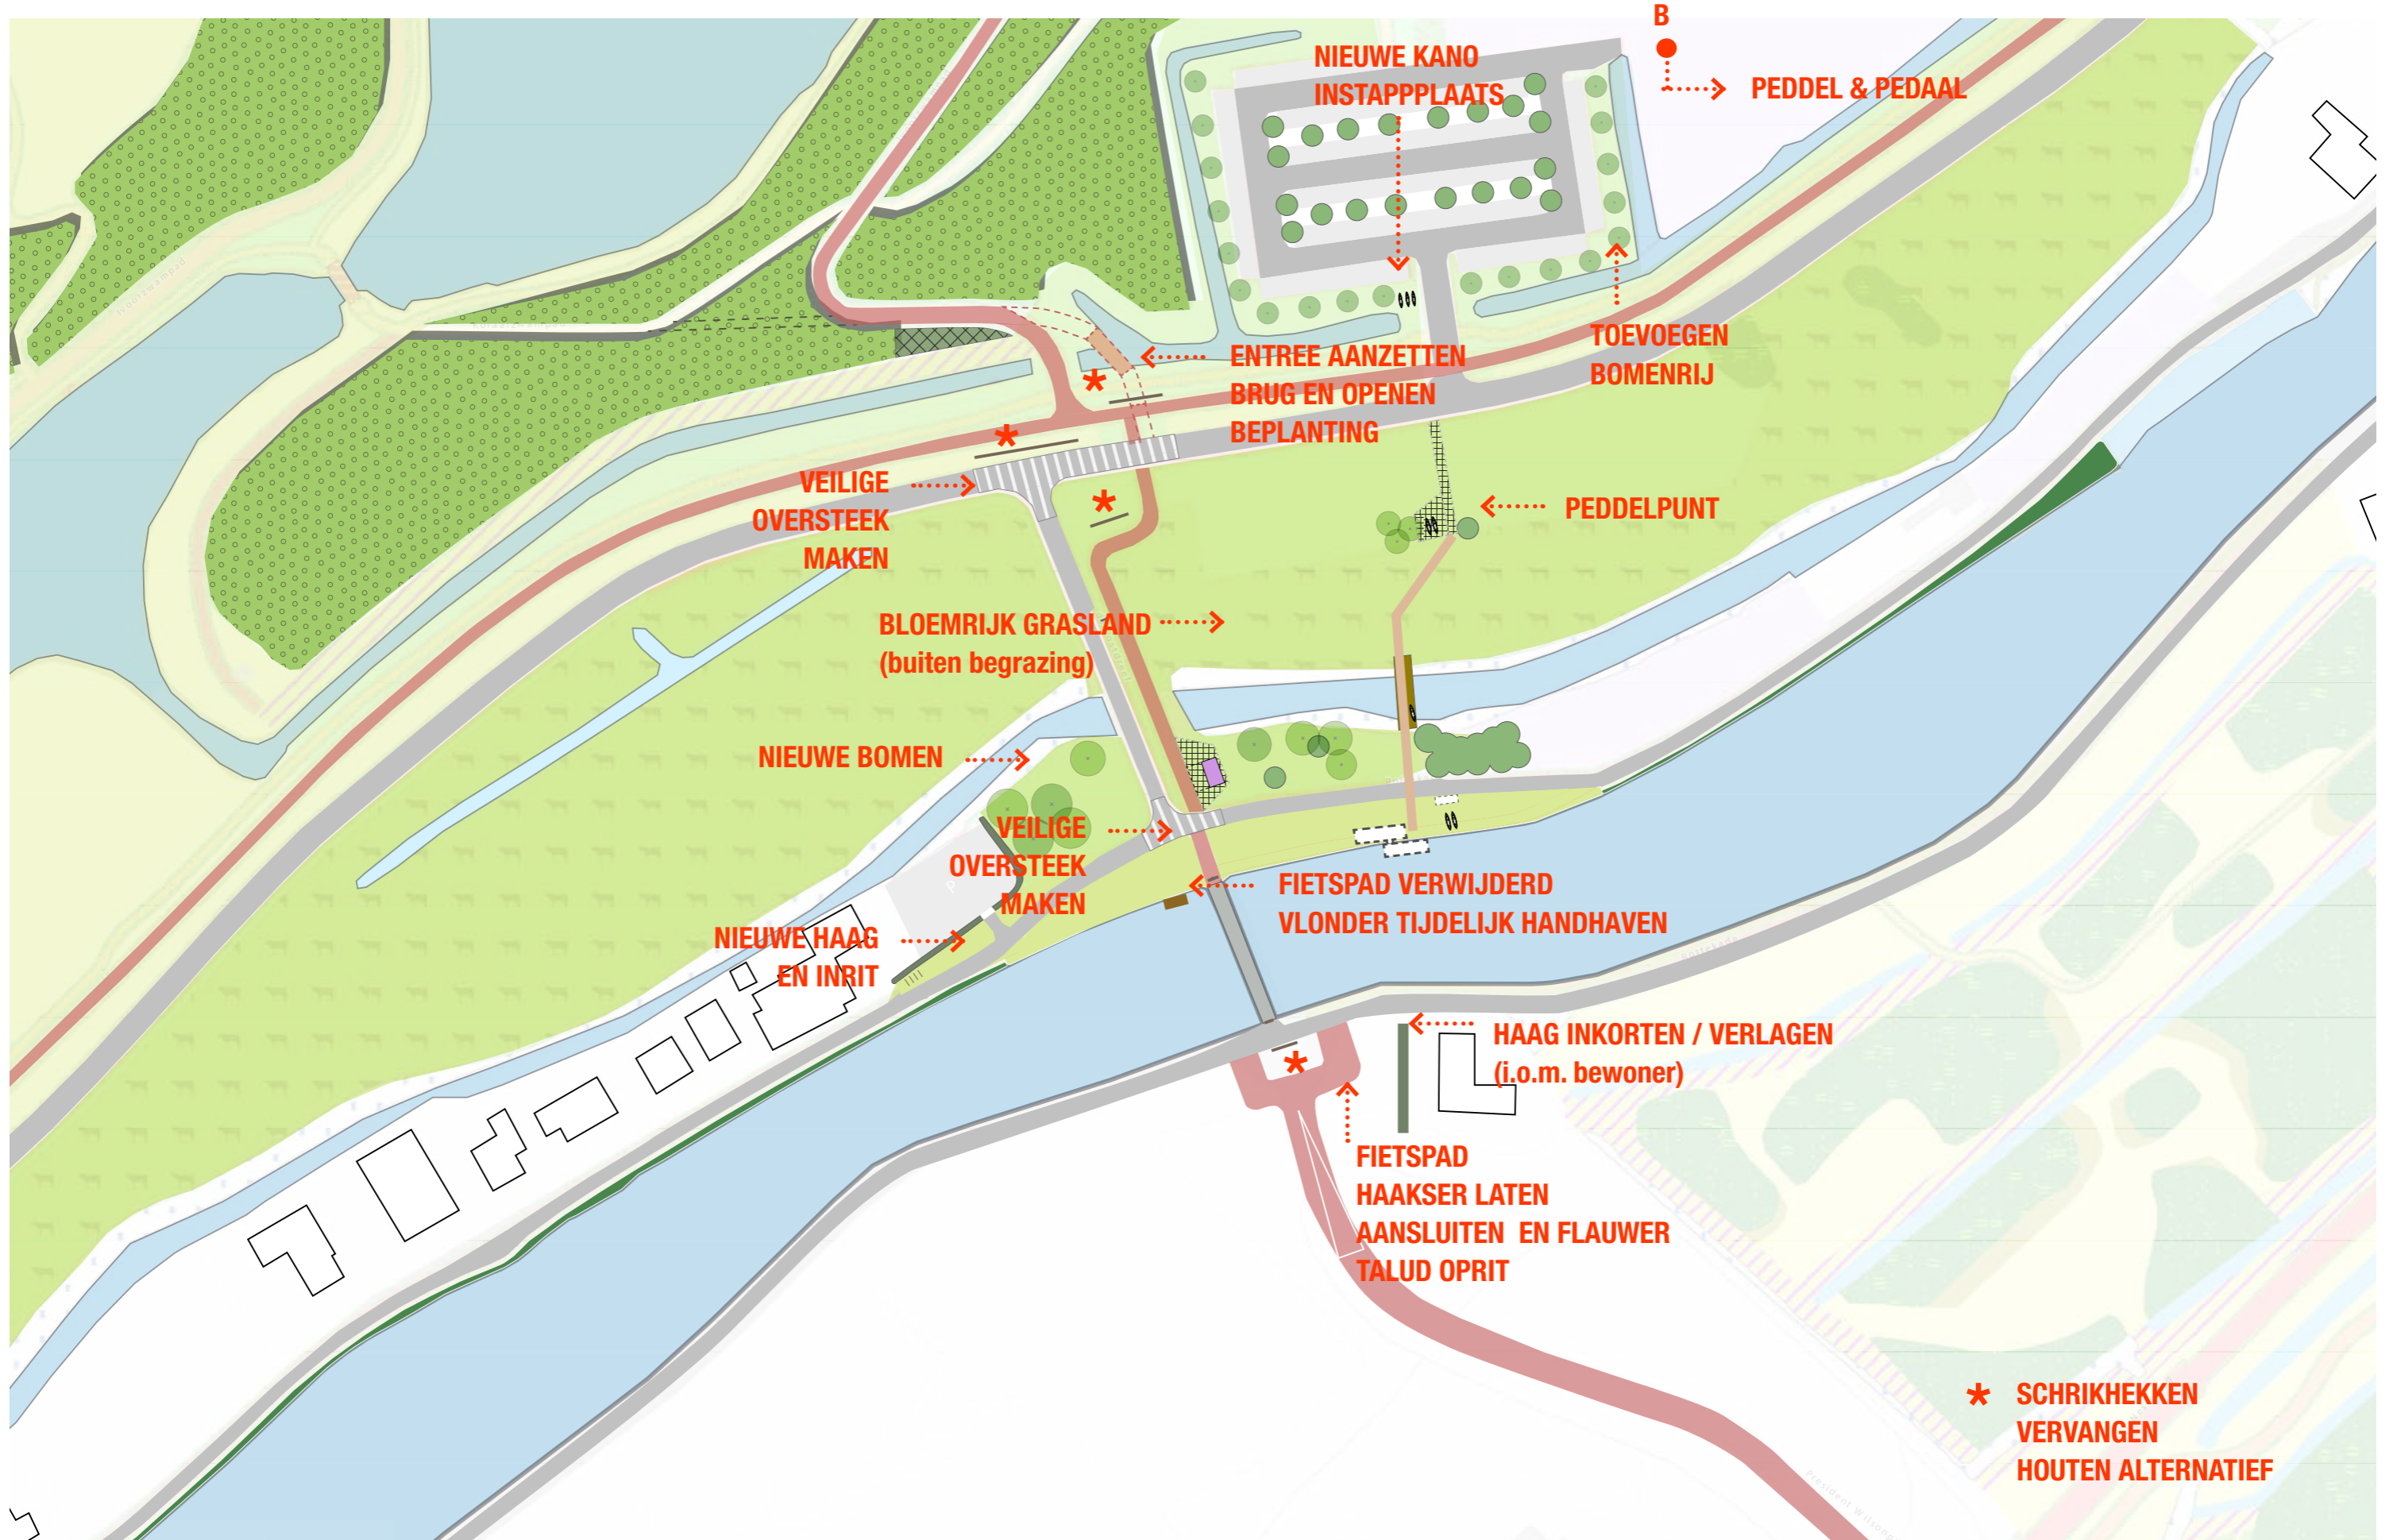 B
PEDDEL & PEDAAL
NIEUWE KANO
INSTAPPPLAATS
TOEVOEGEN
BOMENRIJ
ENTREE AANZETTEN
BRUG EN OPENEN
BEPLANTING
VEILIGE
OVERSTEEK
MAKEN
PEDDELPUNT
BLOEMRIJK GRASLAND
(buiten begrazing)
NIEUWE BOMEN
VEILIGE
OVERSTEEK
MAKEN
P
FIETSPAD VERWIJDERD
VLONDER TIJDELIJK HANDHAVEN
NIEUWE HAAG
EN INRIT
HAAG INKORTEN / VERLAGEN
(i.o.m. bewoner)
FIETSPAD
HAAKSER LATEN
AANSLUITEN EN FLAUWER
TALUD OPRIT
* SCHRIKHEKKEN
VERVANGEN
HOUTEN ALTERNATIEF